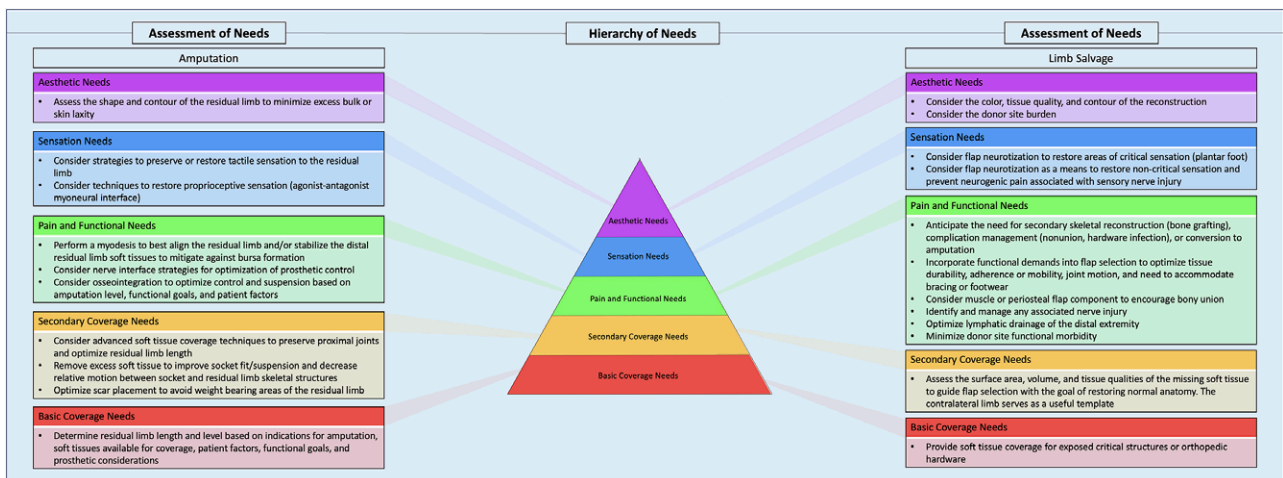 Assessment of Needs
Hierarchy of Needs
Assessment of Needs
Amputation
Aesthetic Needs
• Assess the shape and contour of the residual limb to minimize excess bulk or
skin laxity
Sensation Needs
• Consider strategies to preserve or restore tactile sensation to the residual
limb
• Consider techniques to restore proprioceptive sensation (agonist-antagonist
myoneural interface)
Pain and Functional Needs
• Perform a myodesis to best align the residual limb and/or stabilize the distal
residual limb soft tissues to mitigate against bursa formation
• Consider nerve interface strategies for optimization of prosthetic control
• Consider osseointegration to optimize control and suspension based on
amputation level, functional goals, and patient factors
Secondary Coverage Needs
• Consider advanced soft tissue coverage techniques to preserve proximal joints
and optimize residual limb length
• Remove excess soft tissue to improve socket fit/suspension and decrease
relative motion between socket and residual limb skeletal structures
• Optimize scar placement to avoid weight bearing areas of the residual limb
Basic Coverage Needs
• Determine residual limb length and level based on indications for amputation,
soft tissues available for coverage, patient factors, functional goals, and
prosthetic considerations
Aesthetic Needs
Sensation Needs
Pain and Functional Needs
Secondary Coverage Needs
Basic Coverage Needs
Limb Salvage
Aesthetic Needs
• Consider the color, tissue quality, and contour of the reconstruction
• Consider the donor site burden
Sensation Needs
• Consider flap neurotization to restore areas of critical sensation (plantar foot)
• Consider flap neurotization as a means to restore non-critical sensation and
prevent neurogenic pain associated with sensory nerve injury
Pain and Functional Needs
• Anticipate the need for secondary skeletal reconstruction (bone grafting),
complication management (nonunion, hardware infection), or conversion to
amputation
• Incorporate functional demands into flap selection to optimize tissue
durability, adherence or mobility, joint motion, and need to accommodate
bracing or footwear
• Consider muscle or periosteal flap component to encourage bony union
• Identify and manage any associated nerve injury
• Optimize lymphatic drainage of the distal extremity
• Minimize donor site functional morbidity
Secondary Coverage Needs
• Assess the surface area, volume, and tissue qualities of the missing soft tissue
to guide flap selection with the goal of restoring normal anatomy. The
contralateral limb serves as a useful template
Basic Coverage Needs
• Provide soft tissue coverage for exposed critical structures or orthopedic
hardware